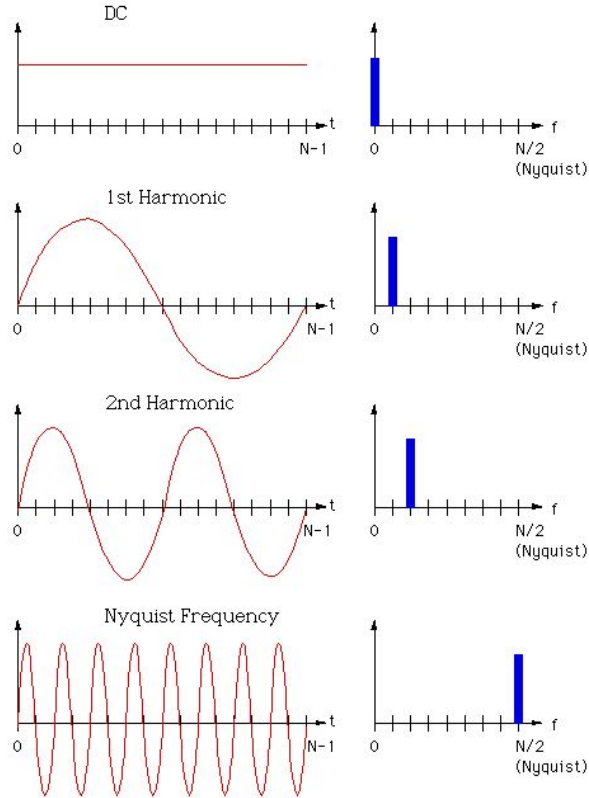 DC
t
0
N-1
f
0
N/2
(Nyquist)
1st Harmonic
t
0
N-1
f
0
N/2
(Nyquist)
2nd Harmonic
t
0
N-1
f
0
N/2
(Nyquist)
Nyquist Frequency
t
0
N-1
f
0
N/2
(Nyquist)